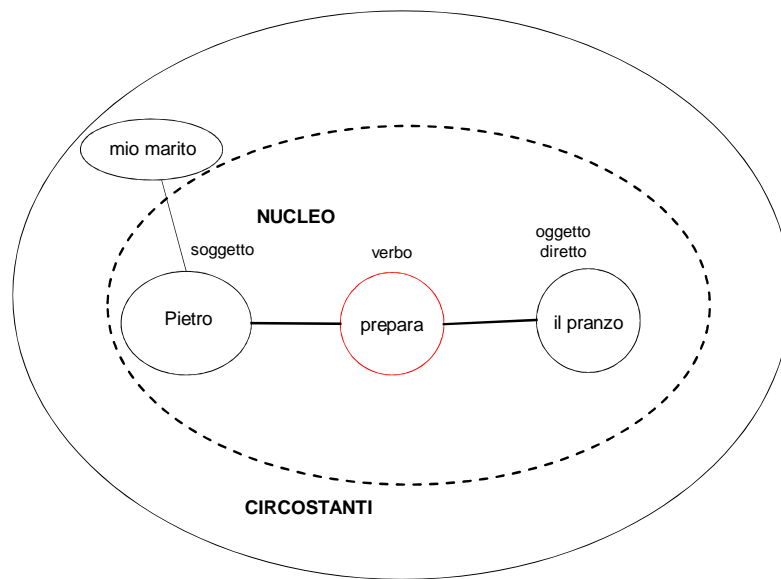 mio marito
NUCLEO
soggetto
verbo
oggetto
diretto
Pietro
prepara
il pranzo
CIRCOSTANTI